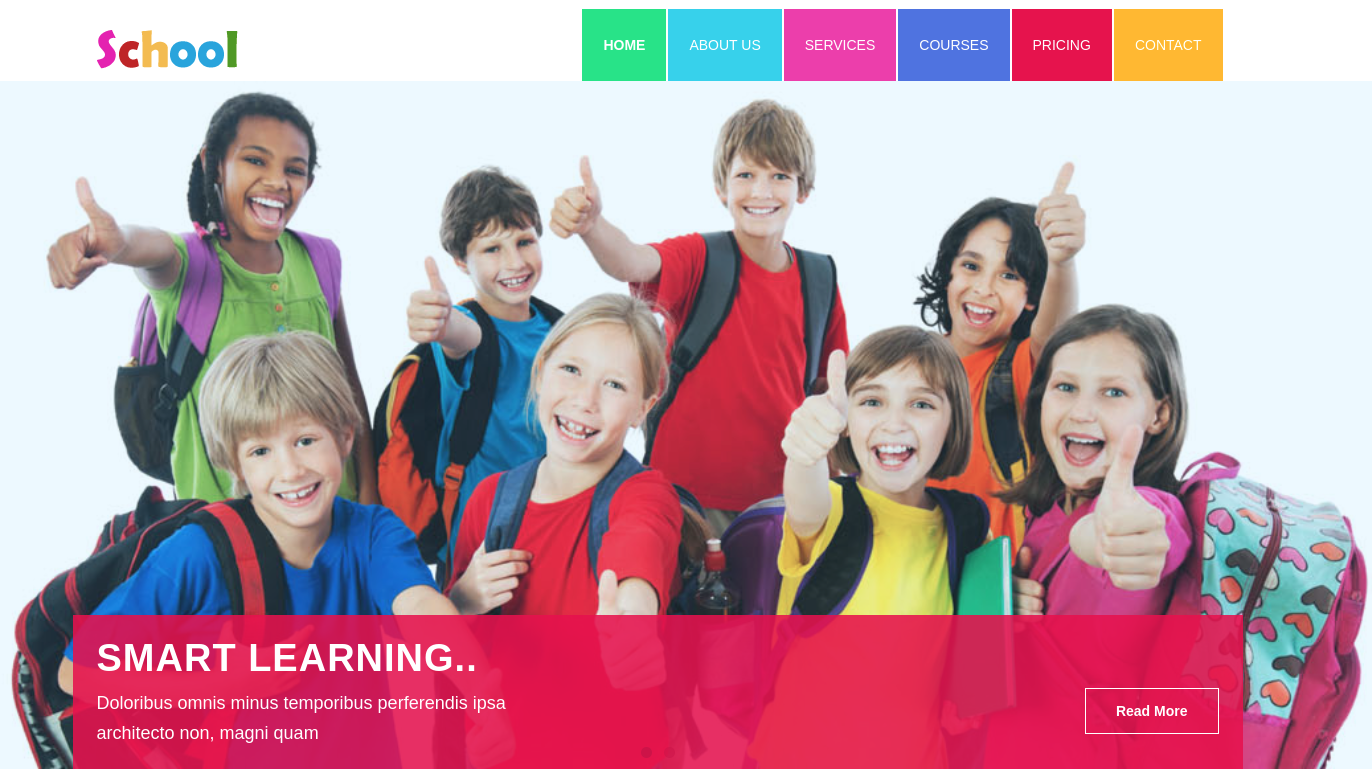 School
HOME
ABOUT US
SERVICES
COURSES
PRICING
CONTACT
SMART LEARNING..
Doloribus omnis minus temporibus perferendis ipsa
architecto non, magni quam
Read More